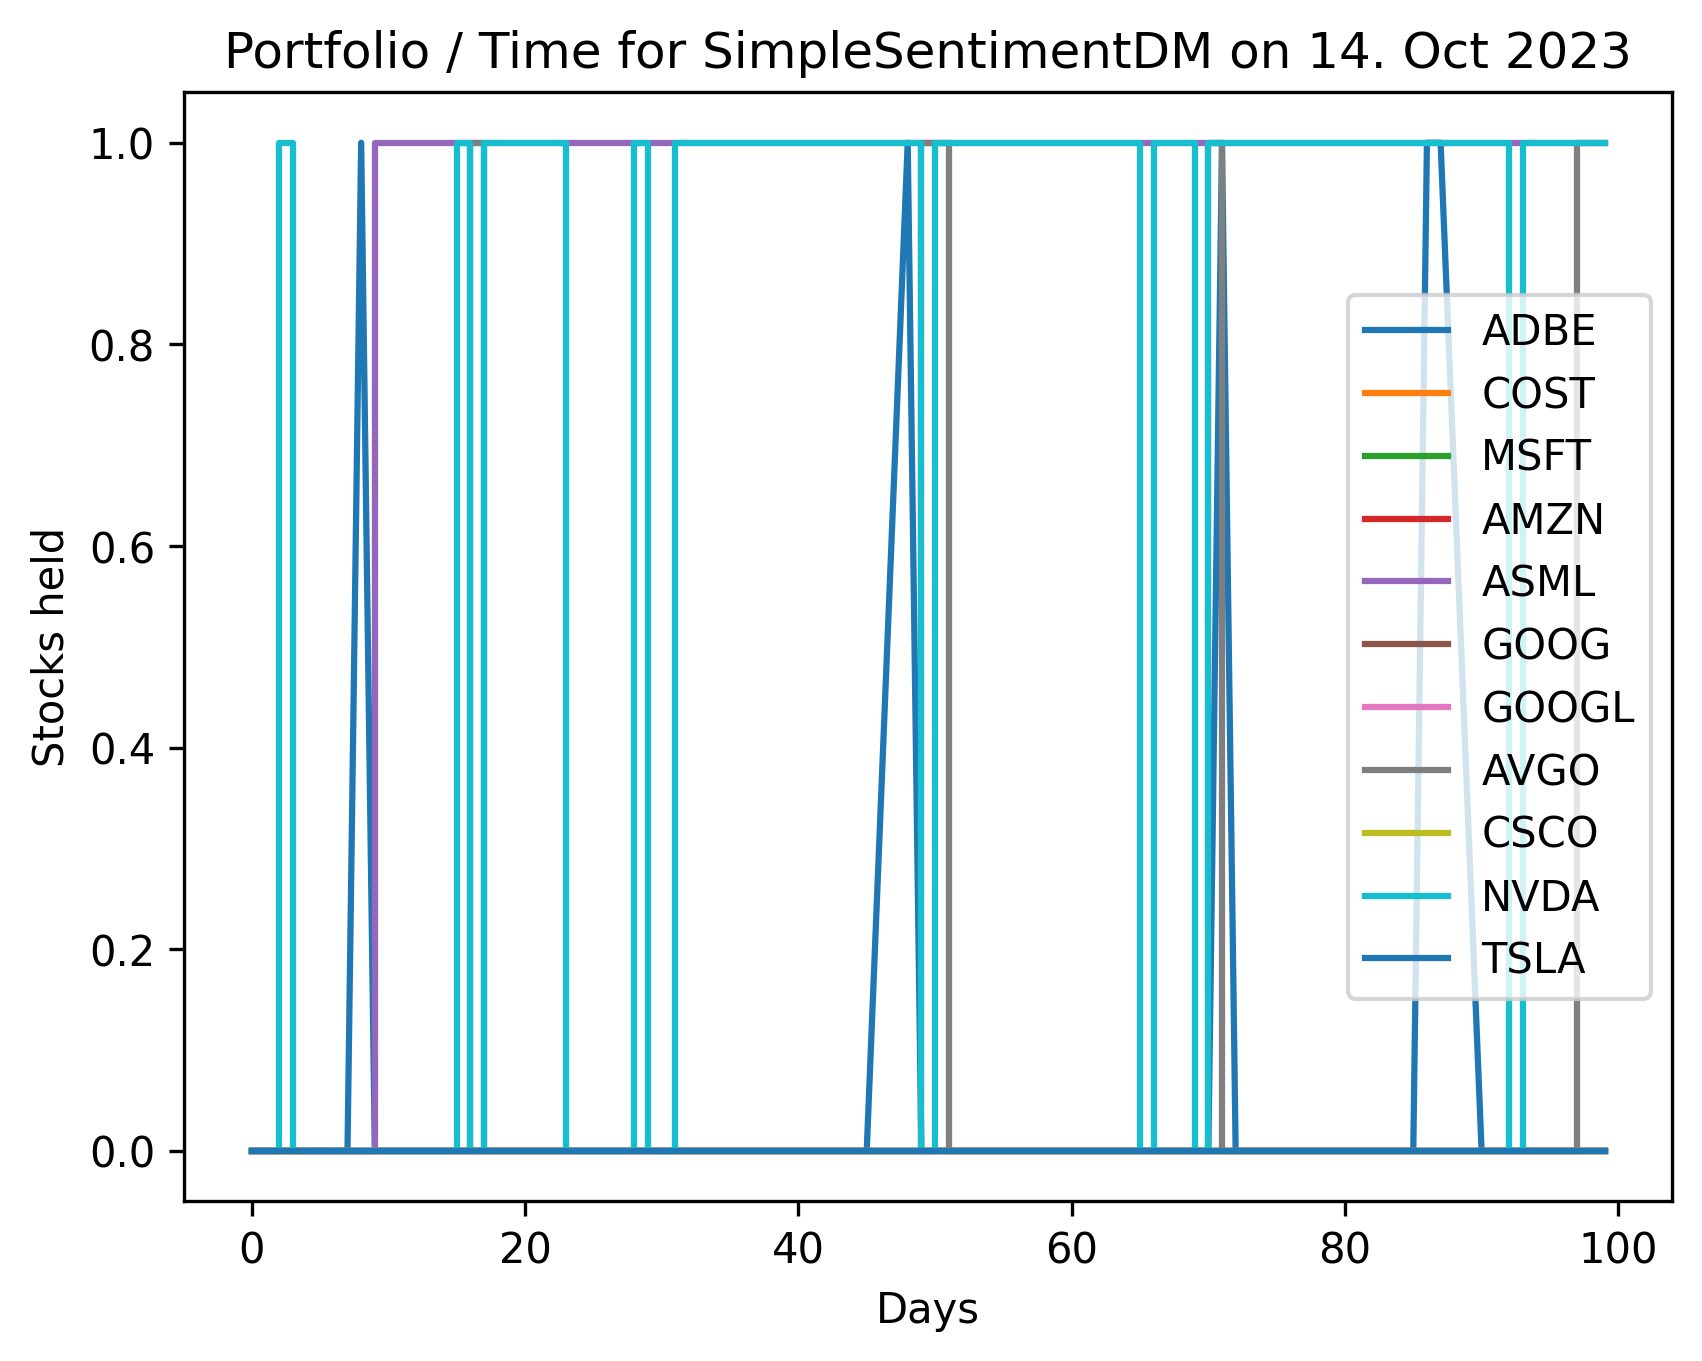 Portfolio / Time for SimpleSentimentDM on 14. Oct 2023
1.0
0.8
0.6
0.4
0.2
0.0
Stocks held
ADBE
COST
MSFT
AMZN
ASML
GOOG
GOOGL
AVGO
CSCO
NVDA
TSLA
0 20 40 60 80 100
Days